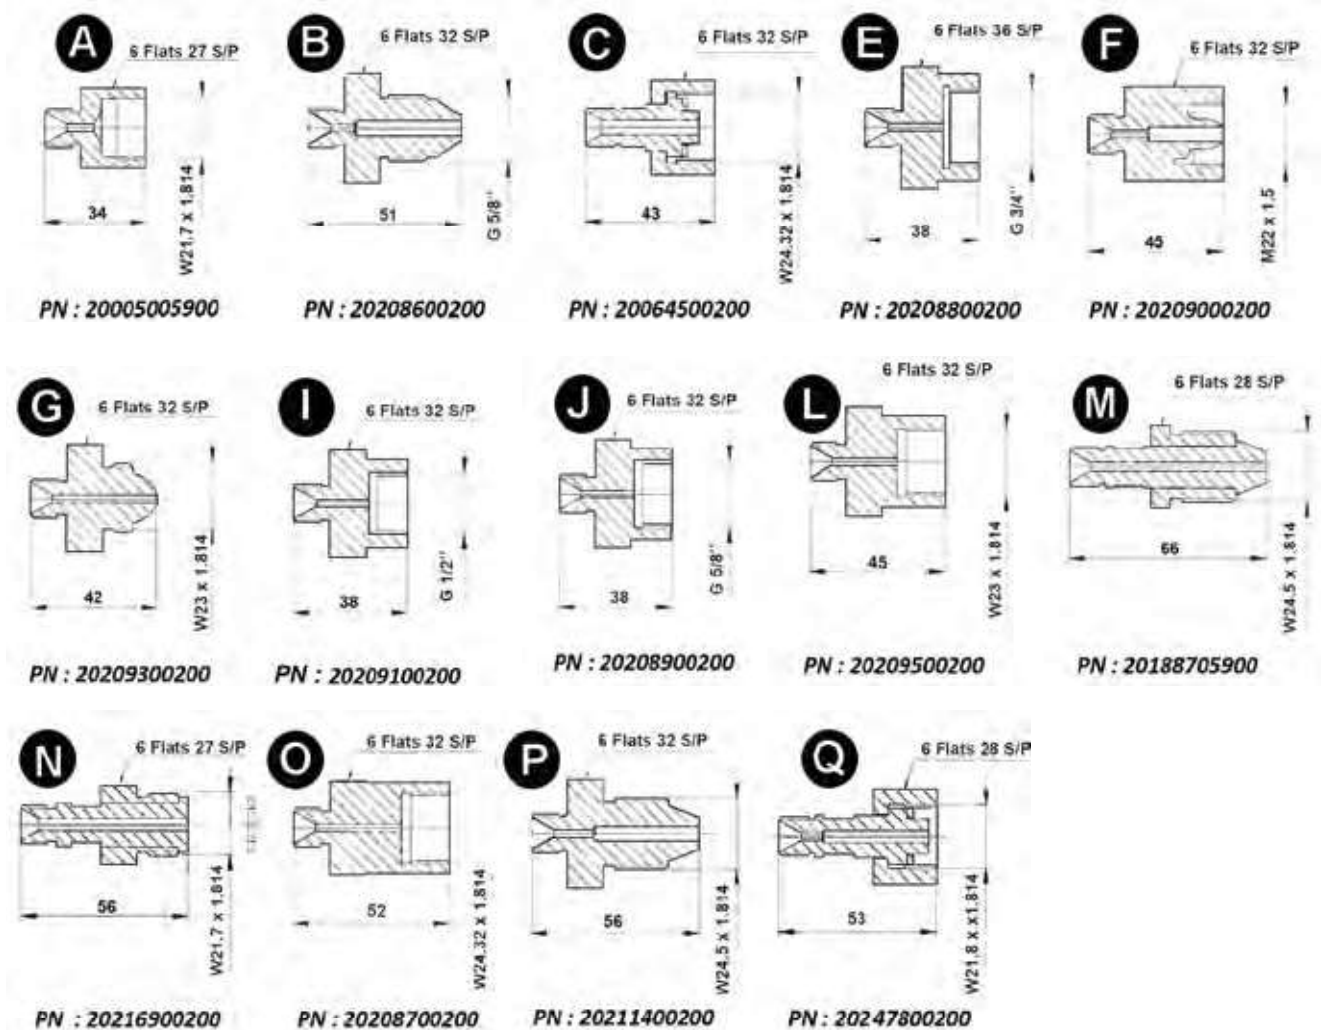 A
6 Flats 27 S/P
34
W21.7 x 1.814
PN : 20005005900
B
6 Flats 32 S/P
51
G 5/8"
PN : 20208600200
C
6 Flats 32 S/P
43
W24.32 x 1.814
PN : 20064500200
E
6 Flats 36 S/P
38
G 3/4"
PN : 20208800200
F
6 Flats 32 S/P
45
M22 x 1.5
PN : 20209000200
G
6 Flats 32 S/P
42
W23 x 1.814
PN : 20209300200
I
6 Flats 32 S/P
38
G 1/2"
PN : 20209100200
J
6 Flats 32 S/P
38
G 5/8"
PN : 20208900200
L
6 Flats 32 S/P
45
W23 x 1.814
PN : 20209500200
M
6 Flats 28 S/P
66
W24.5 x 1.814
PN : 20188705900
N
6 Flats 27 S/P
56
W21.7 x 1.814
PN : 20216900200
O
6 Flats 32 S/P
52
W24.32 x 1.814
PN : 20208700200
P
6 Flats 32 S/P
56
W24.5 x 1.814
PN : 20211400200
Q
6 Flats 28 S/P
53
W21.8 x x1.814
PN : 20247800200